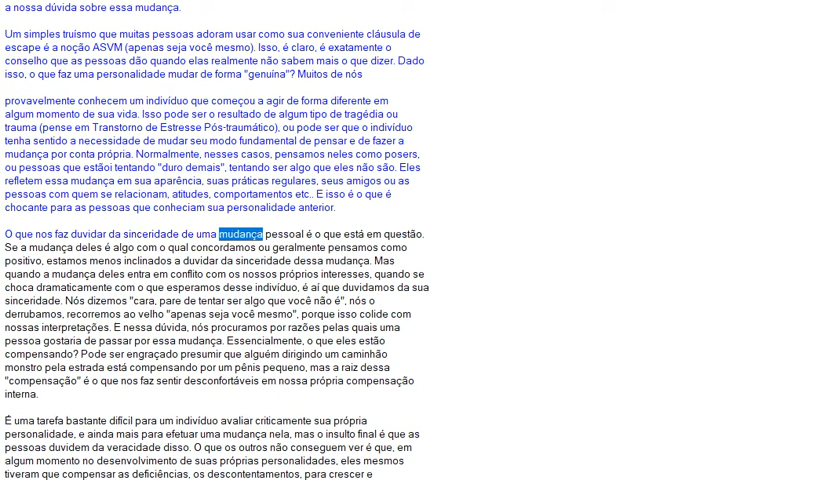 a nossa dúvida sobre essa mudança.
Um simples truísmo que muitas pessoas adoram usar como sua conveniente cláusula de
escape é a noção ASVM (apenas seja você mesmo). Isso, é claro, é exatamente o
conselho que as pessoas dão quando elas realmente não sabem mais o que dizer. Dado
isso, o que faz uma personalidade mudar de forma "genuína"? Muitos de nós
provavelmente conhecem um indivíduo que começou a agir de forma diferente em
algum momento de sua vida. Isso pode ser o resultado de algum tipo de tragédia ou
trauma (pense em Transtorno de Estresse Pós-traumático), ou pode ser que o indivíduo
tenha sentido a necessidade de mudar seu modo fundamental de pensar e de fazer a
mudança por conta própria. Normalmente, nesses casos, pensamos neles como posers,
ou pessoas que estãoi tentando "duro demais", tentando ser algo que eles não são. Eles
refletem essa mudança em sua aparência, suas práticas regulares, seus amigos ou as
pessoas com quem se relacionam, atitudes, comportamentos etc.. E isso é o que é
chocante para as pessoas que conheciam sua personalidade anterior.
O que nos faz duvidar da sinceridade de uma mudança pessoal é o que está em questão.
Se a mudança deles é algo com o qual concordamos ou geralmente pensamos como
positivo, estamos menos inclinados a duvidar da sinceridade dessa mudança. Mas
quando a mudança deles entra em conflito com os nossos próprios interesses, quando se
choca dramaticamente com o que esperamos desse indivíduo, é aí que duvidamos da sua
sinceridade. Nós dizemos "cara, pare de tentar ser algo que você não é", nós o
derrubamos, recorremos ao velho "apenas seja você mesmo", porque isso colide com
nossas interpretações. E nessa dúvida, nós procuramos por razões pelas quais uma
pessoa gostaria de passar por essa mudança. Essencialmente, o que eles estão
compensando? Pode ser engraçado presumir que alguém dirigindo um caminhão
monstro pela estrada está compensando por um pênis pequeno, mas a raiz dessa
"compensação" é o que nos faz sentir desconfortáveis em nossa própria compensação
interna.
É uma tarefa bastante difícil para um indivíduo avaliar criticamente sua própria
personalidade, e ainda mais para efetuar uma mudança nela, mas o insulto final é que as
pessoas duvidem da veracidade disso. O que os outros não conseguem ver é que, em
algum momento no desenvolvimento de suas próprias personalidades, eles mesmos
tiveram que compensar as deficiências, os descontentamentos, para crescer e